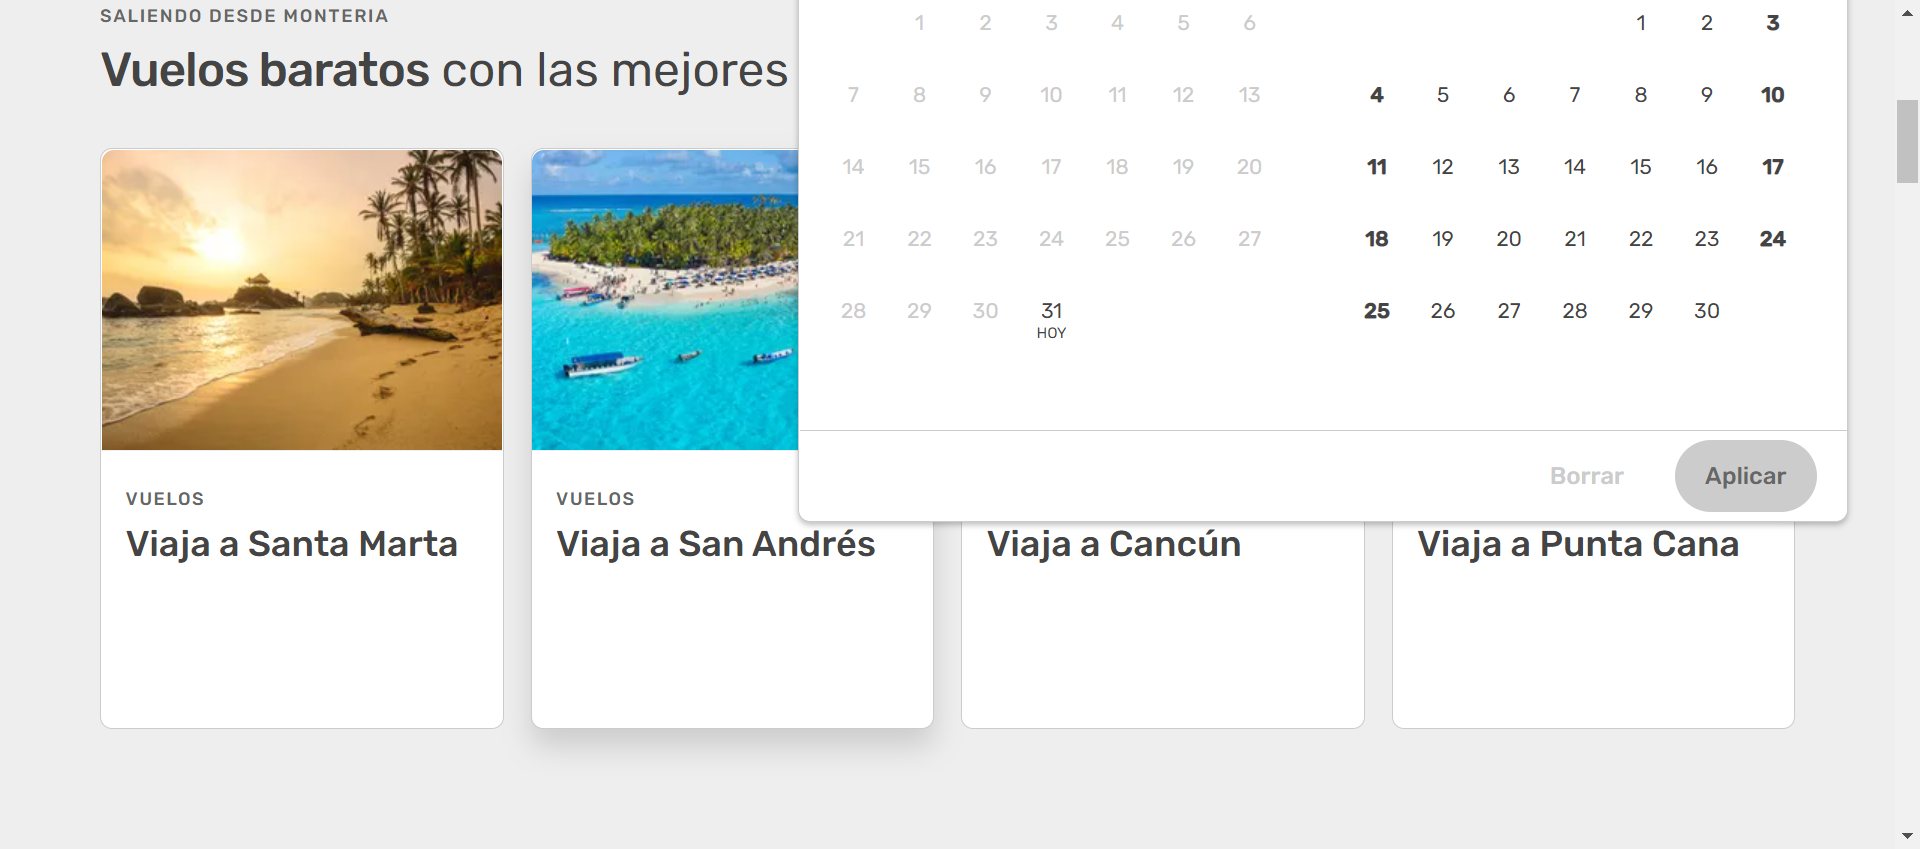 SALIENDO DESDE MONTERIA
Vuelos baratos con las mejores
1 2 3 4 5 6
7 8 9 10 11 12 13
14 15 16 17 18 19 20
21 22 23 24 25 26 27
28 29 30 31
HOY
1 2 3
4 5 6 7 8 9 10
11 12 13 14 15 16 17
18 19 20 21 22 23 24
25 26 27 28 29 30
Borrar Aplicar
VUELOS
Viaja a Santa Marta
VUELOS
Viaja a San Andrés
Viaja a Cancún
Viaja a Punta Cana